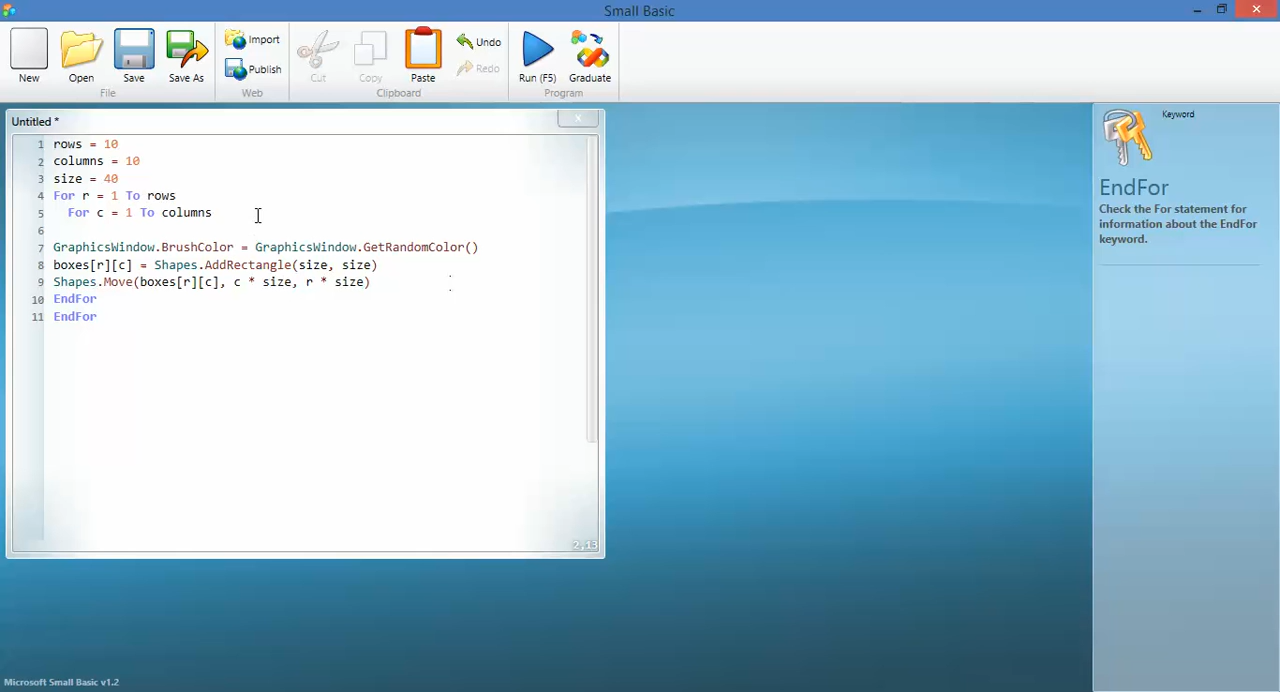 Small Basic
New
Open
Save
Save As
File
Import
Publish
Web
Cut
Copy
Paste
Undo
Redo
Clipboard
Run (F5)
Graduate
Program
Untitled *
x
1 rows = 10
2 columns = 10
3 size = 40
4 For r = 1 To rows
5 For c = 1 To columns
6
7 GraphicsWindow.BrushColor = GraphicsWindow.GetRandomColor()
8 boxes[r][c] = Shapes.AddRectangle(size, size)
9 Shapes.Move(boxes[r][c], c * size, r * size)
10 EndFor
11 EndFor
2,13
Keyword
EndFor
Check the For statement for
information about the EndFor
keyword.
Microsoft Small Basic v1.2